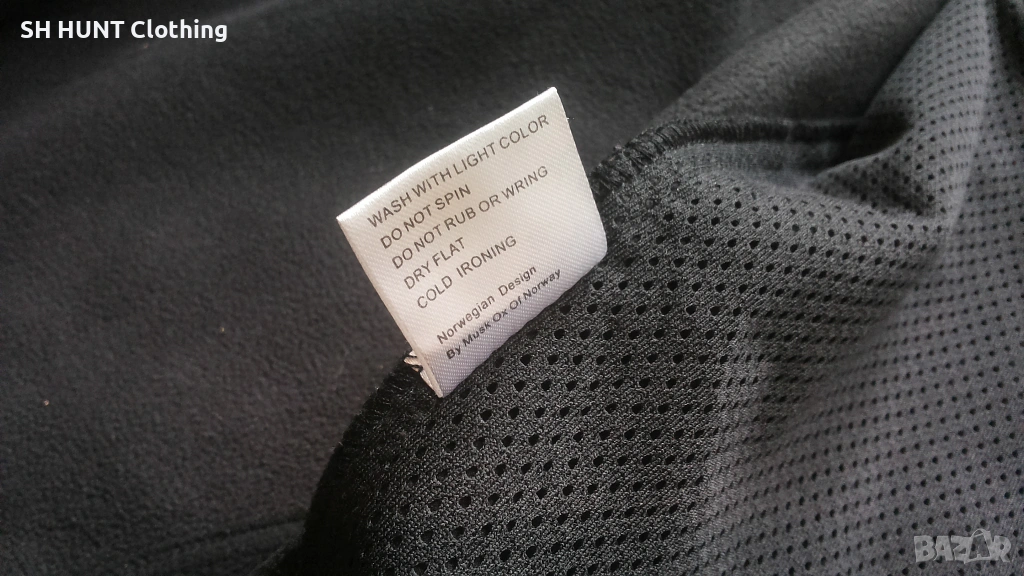 SH HUNT Clothing
WASH WITH LIGHT COLOR
DO NOT SPIN
DO NOT RUB OR WRING
DRY FLAT
COLD IRONING
Norwegian Design
By Musk Ox Of Norway
BAZAR